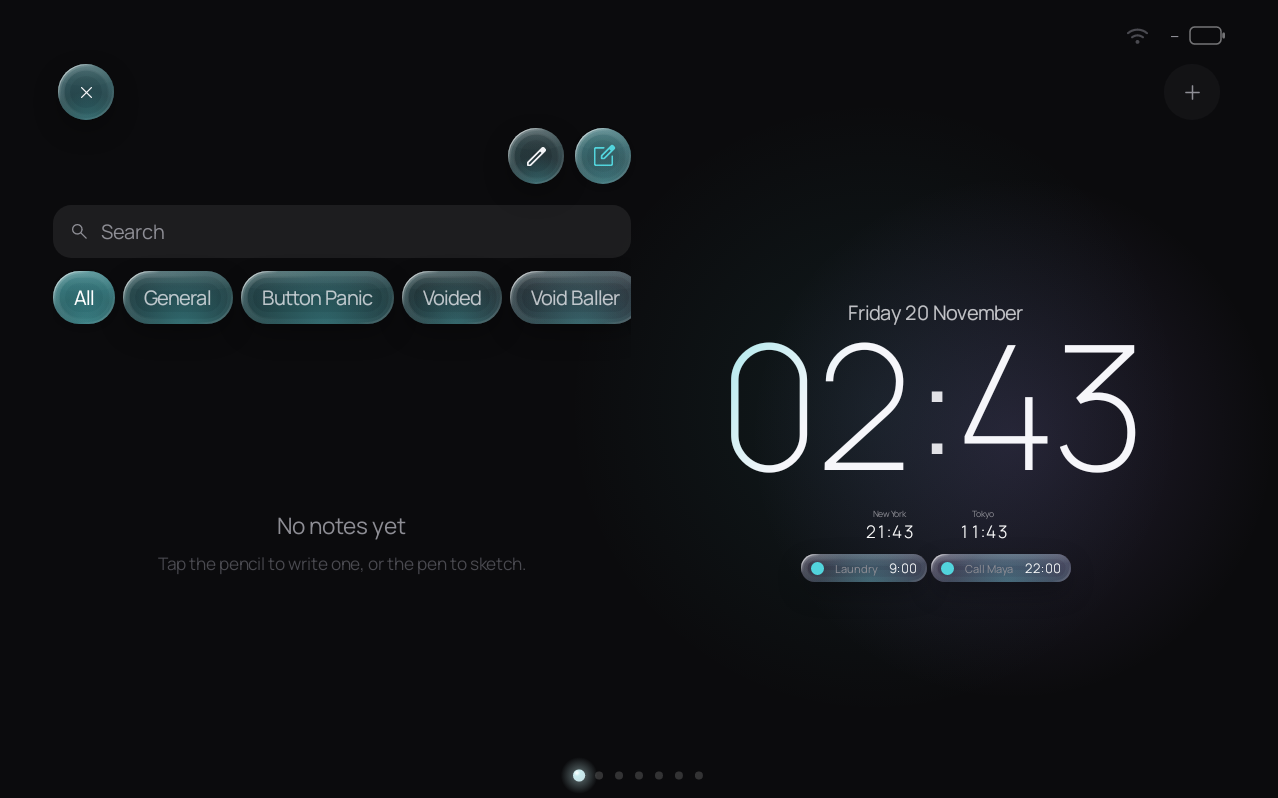 –
Search
All General Button Panic Voided Void Baller
Friday 20 November
02:43
New York Tokyo
21:43 11:43
Laundry 9:00 Call Maya 22:00
No notes yet
Tap the pencil to write one, or the pen to sketch.